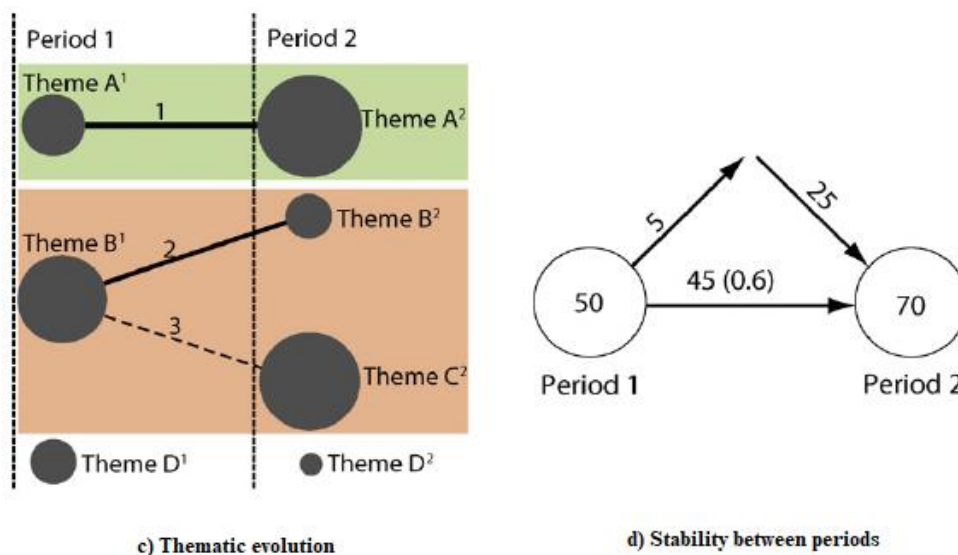 Period 1
Period 2
Theme A¹
1
Theme A²
Theme B¹
2
Theme B²
3
Theme C²
Theme D¹
Theme D²
c) Thematic evolution
5
25
50
45 (0.6)
70
Period 1
Period 2
d) Stability between periods